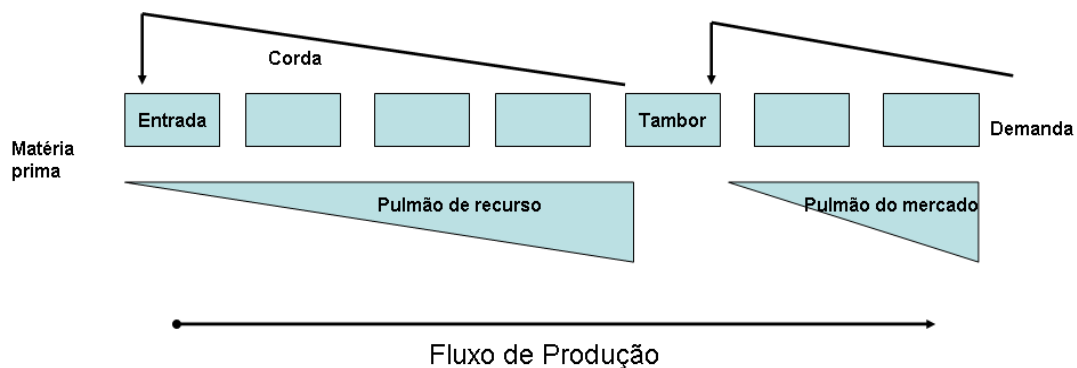 Corda
Entrada
Tambor
Matéria
prima
Demanda
Pulmão de recurso
Pulmão do mercado
Fluxo de Produção